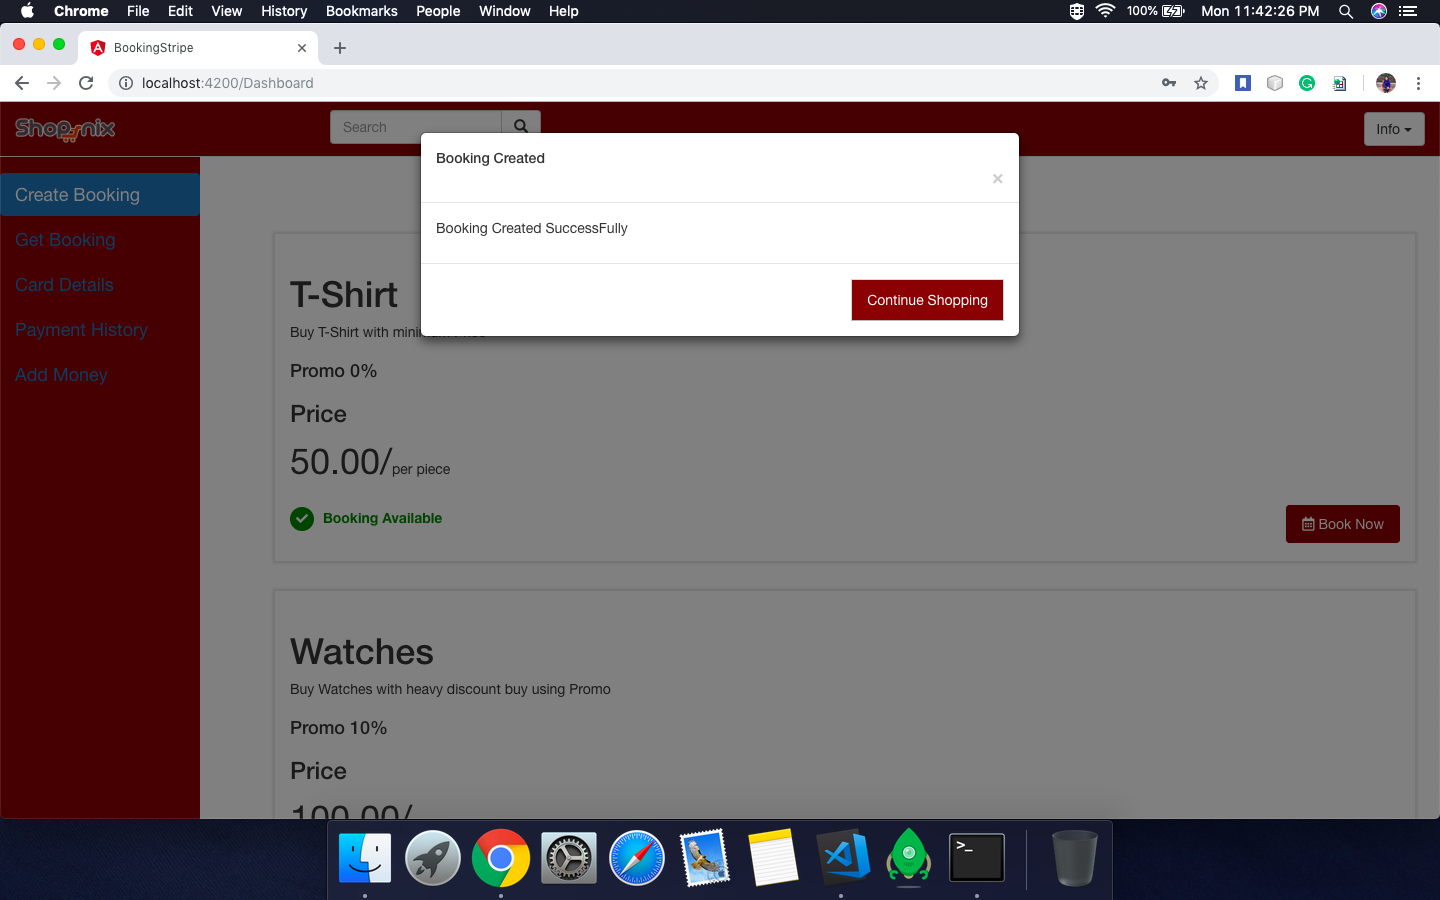 Chrome File Edit View History Bookmarks People Window Help 100% Mon 11:42:26 PM
BookingStripe
localhost:4200/Dashboard
Shopnix Search Info
Booking Created
×
Booking Created SuccessFully
Continue Shopping
Create Booking
Get Booking
Card Details
Payment History
Add Money
T-Shirt
Buy T-Shirt with
Promo 0%
Price
50.00/per piece
Booking Available
Book Now
Watches
Buy Watches with heavy discount buy using Promo
Promo 10%
Price
100.00/
>_